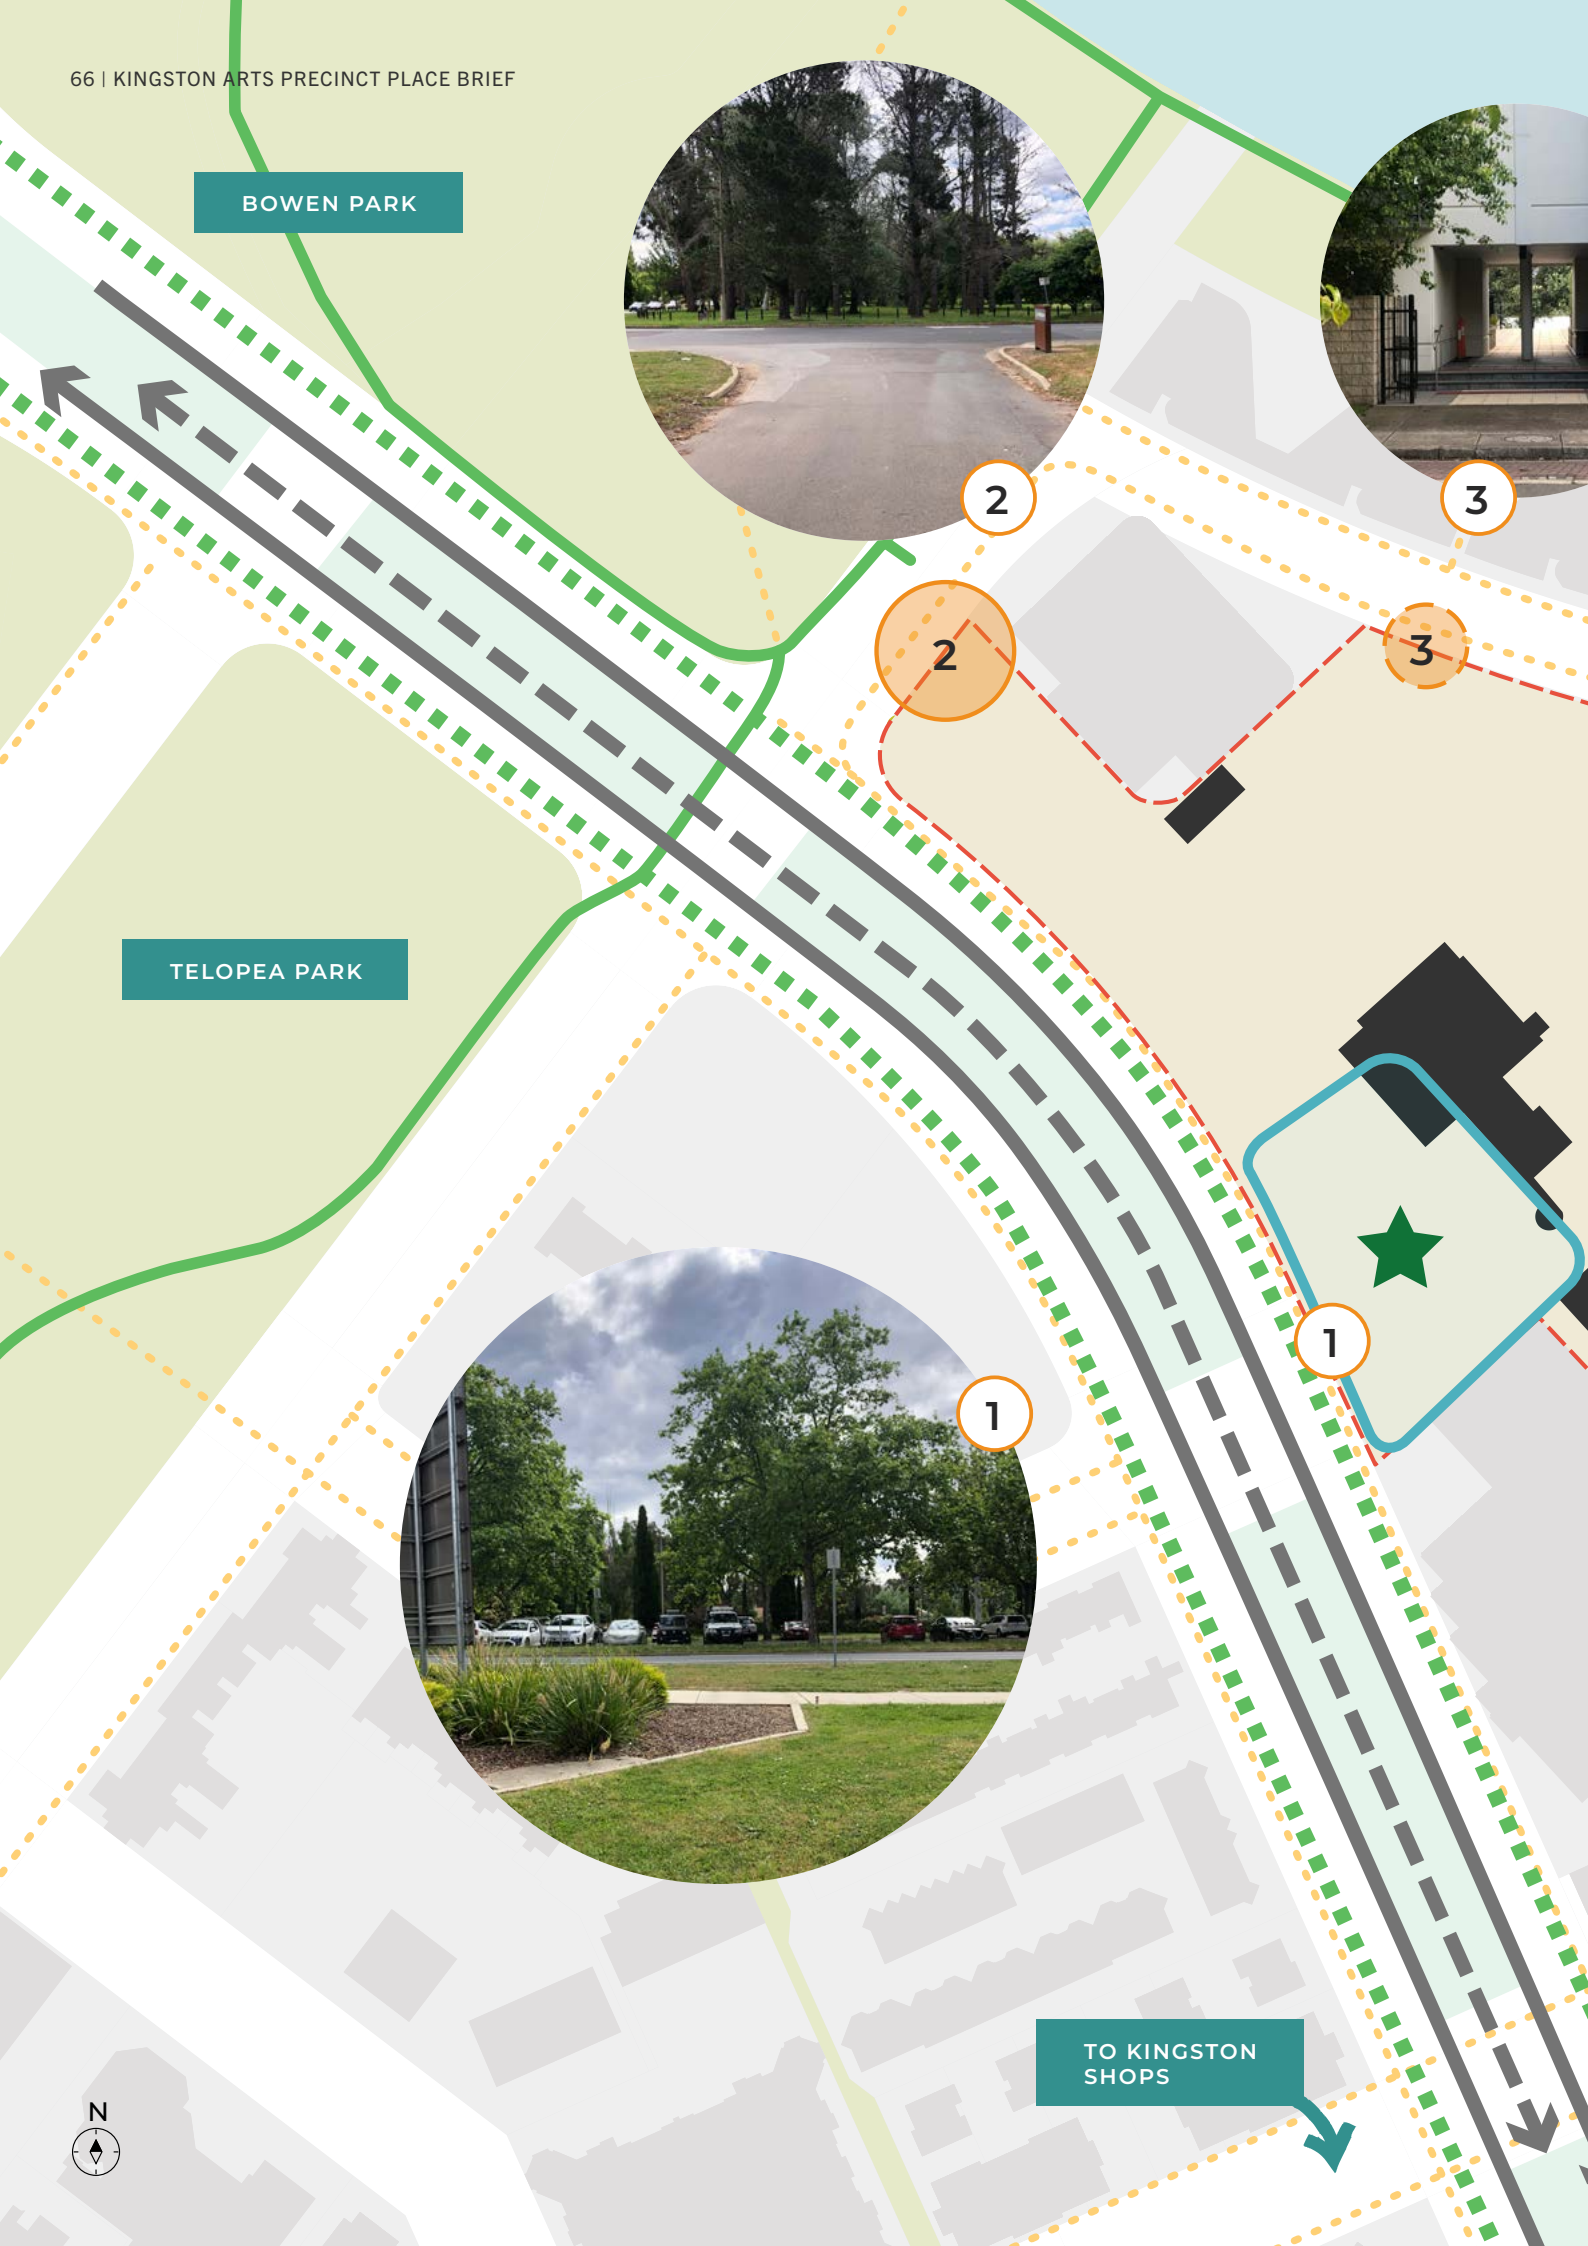 66 | KINGSTON ARTS PRECINCT PLACE BRIEF
BOWEN PARK
2
3
2
3
TELOPEA PARK
1
1
TO KINGSTON
SHOPS
N